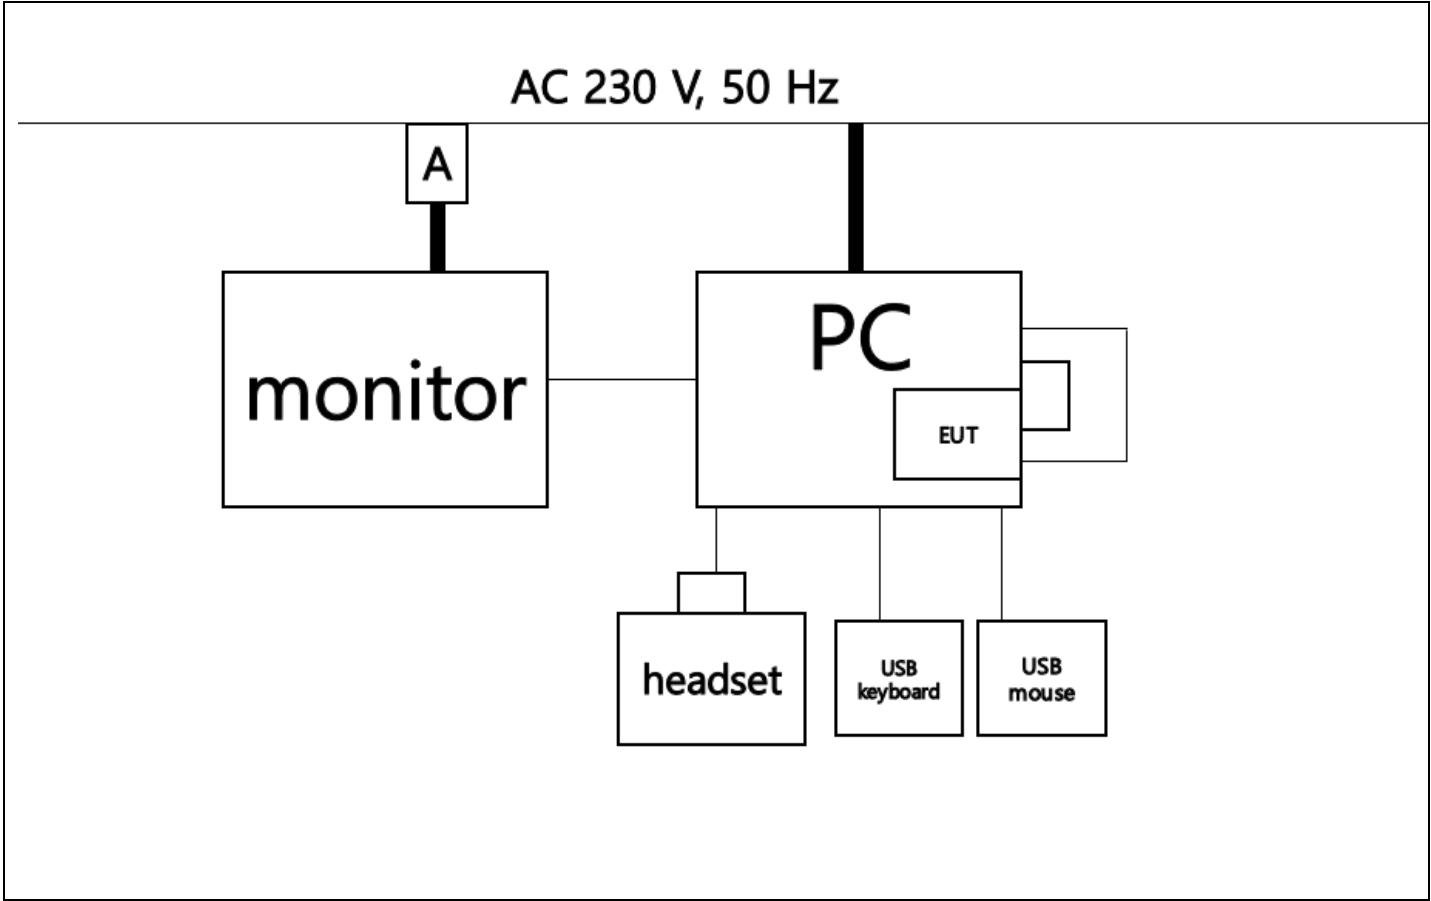 AC 230 V, 50 Hz
A
monitor
PC
EUT
headset
USB
keyboard
USB
mouse